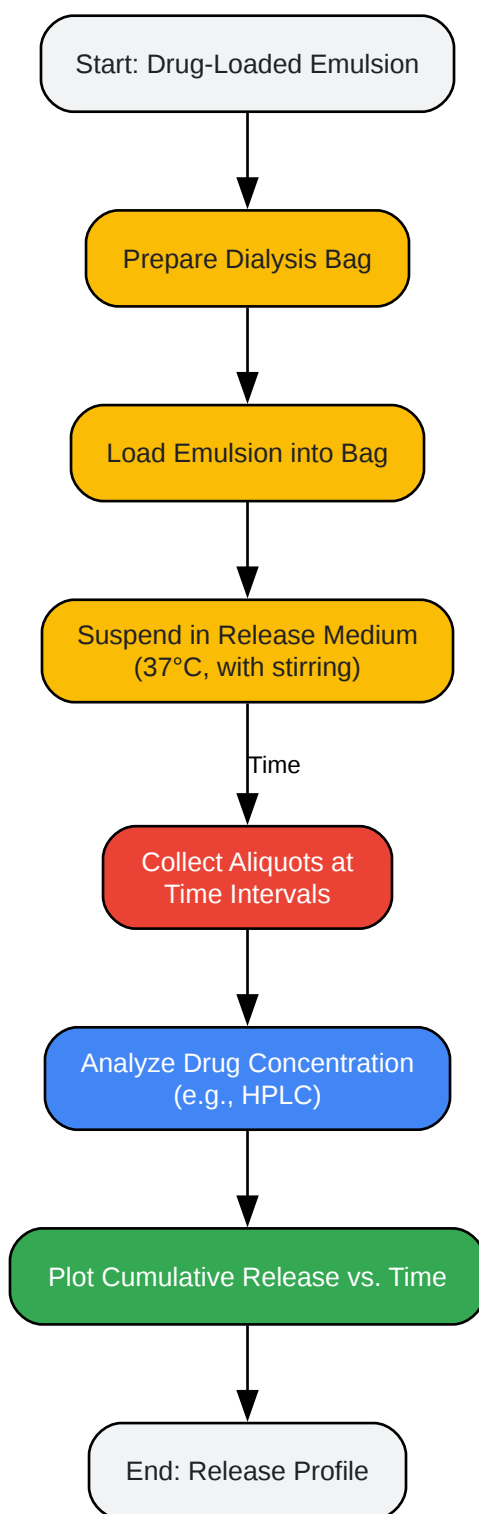 Start: Drug-Loaded Emulsion
Prepare Dialysis Bag
Load Emulsion into Bag
Suspend in Release Medium
(37°C, with stirring)
Time
Collect Aliquots at
Time Intervals
Analyze Drug Concentration
(e.g., HPLC)
Plot Cumulative Release vs. Time
End: Release Profile